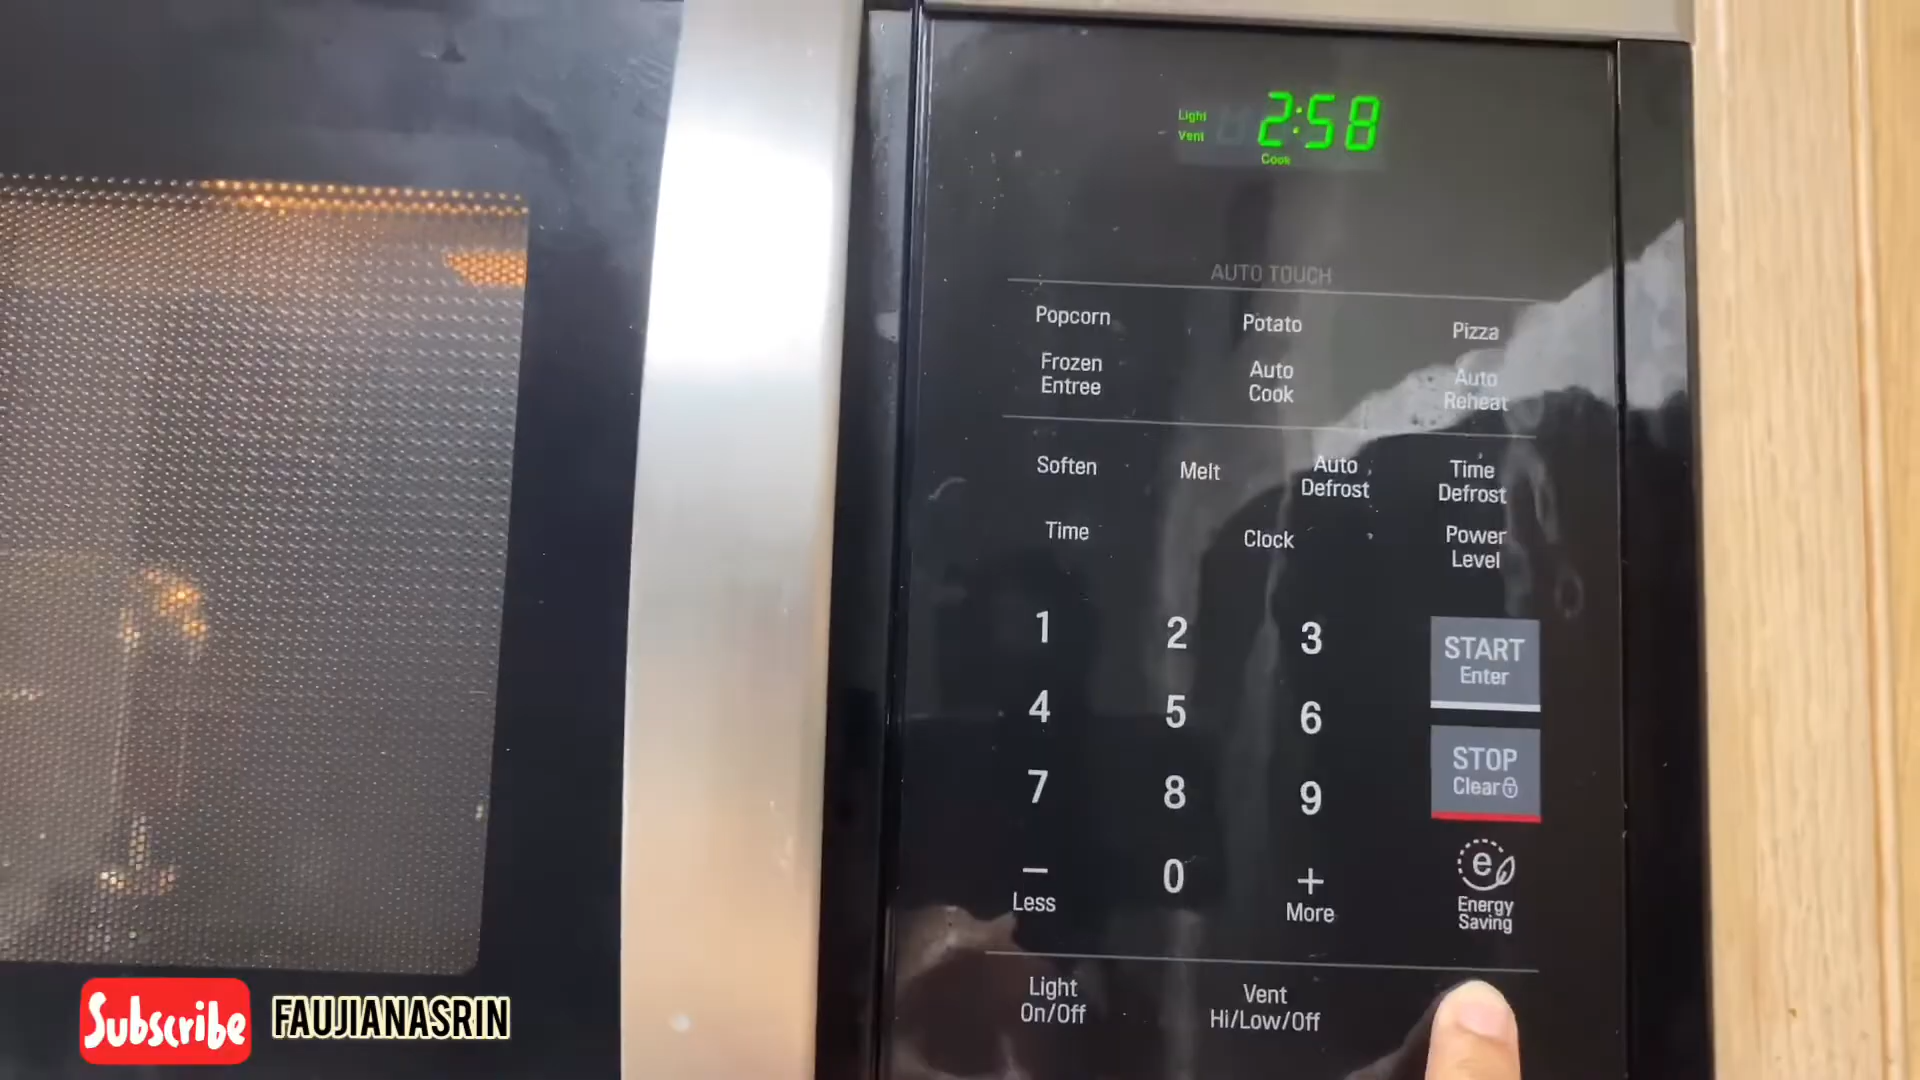 Light
Vent
2:58
Cook
AUTO TOUCH
Popcorn
Potato
Pizza
Frozen
Entree
Auto
Cook
Auto
Reheat
Soften
Melt
Auto
Defrost
Time
Defrost
Time
Clock
Power
Level
1 2 3
START
Enter
4 5 6
STOP
Clear
7 8 9
− 0 +
Less
More
e
Energy
Saving
Light
On/Off
Vent
Hi/Low/Off
Subscribe
FAUJIANASRIN